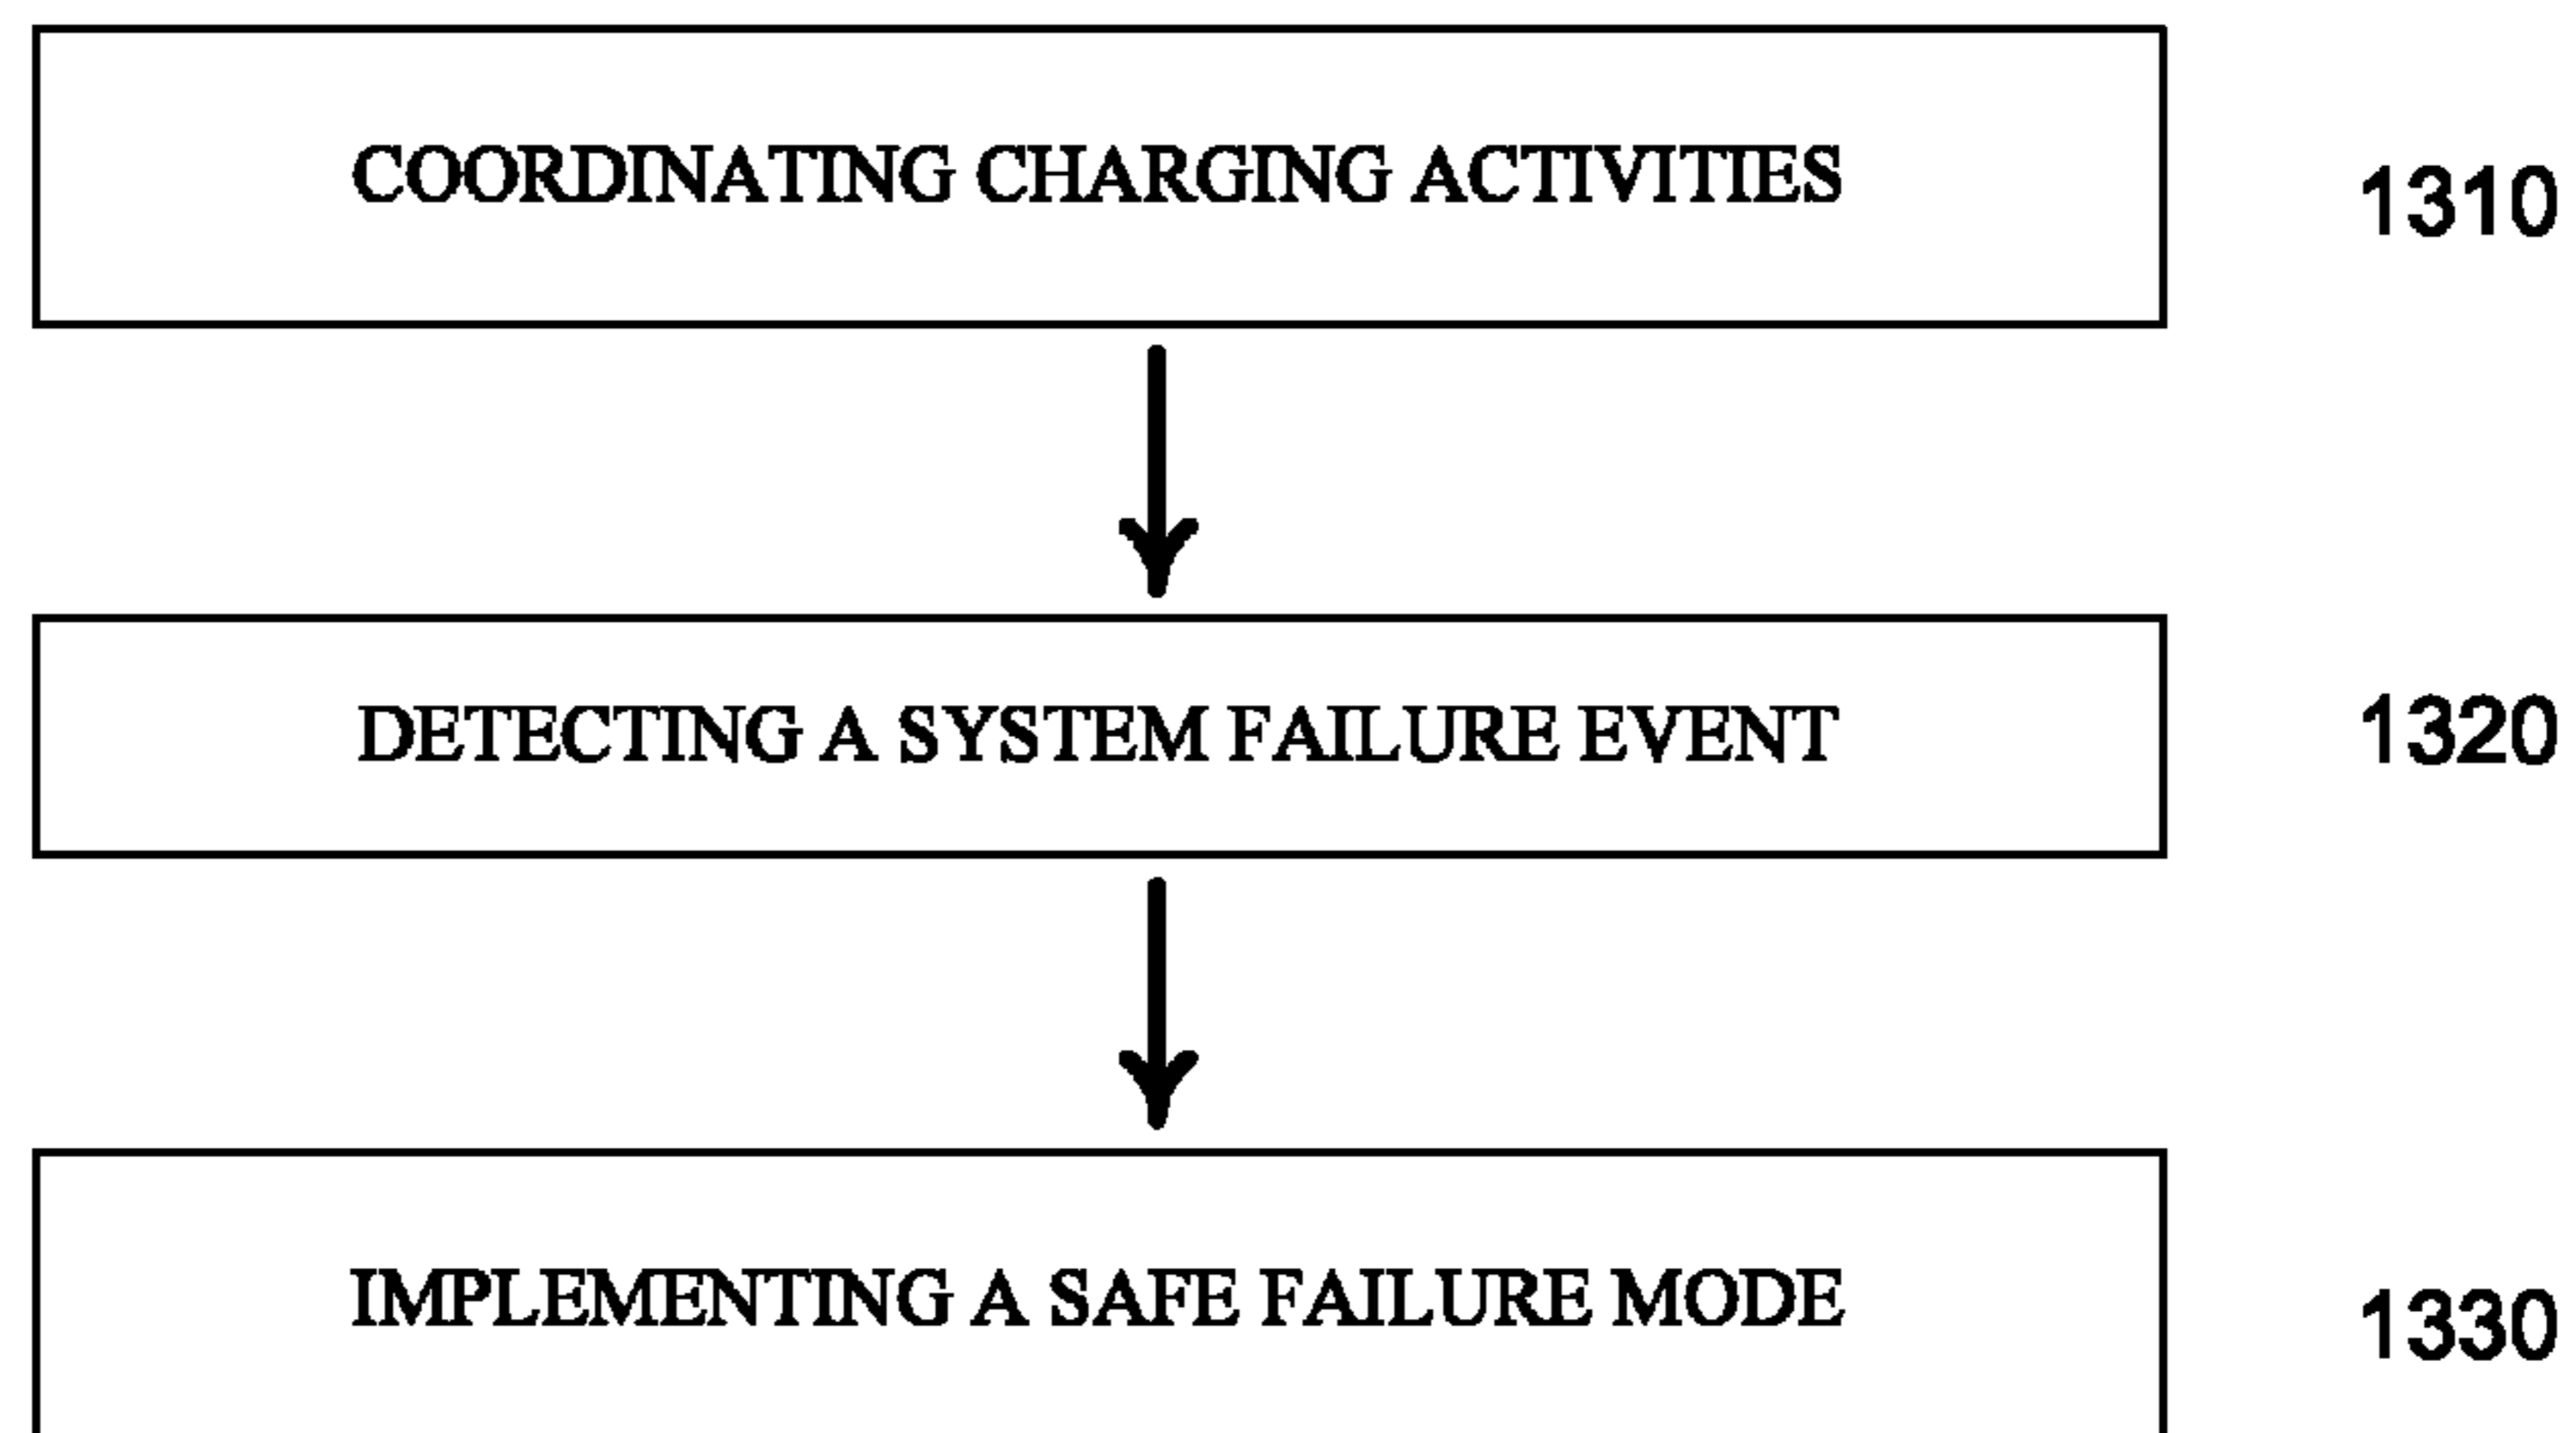 COORDINATING CHARGING ACTIVITIES
1310
DETECTING A SYSTEM FAILURE EVENT
1320
IMPLEMENTING A SAFE FAILURE MODE
1330